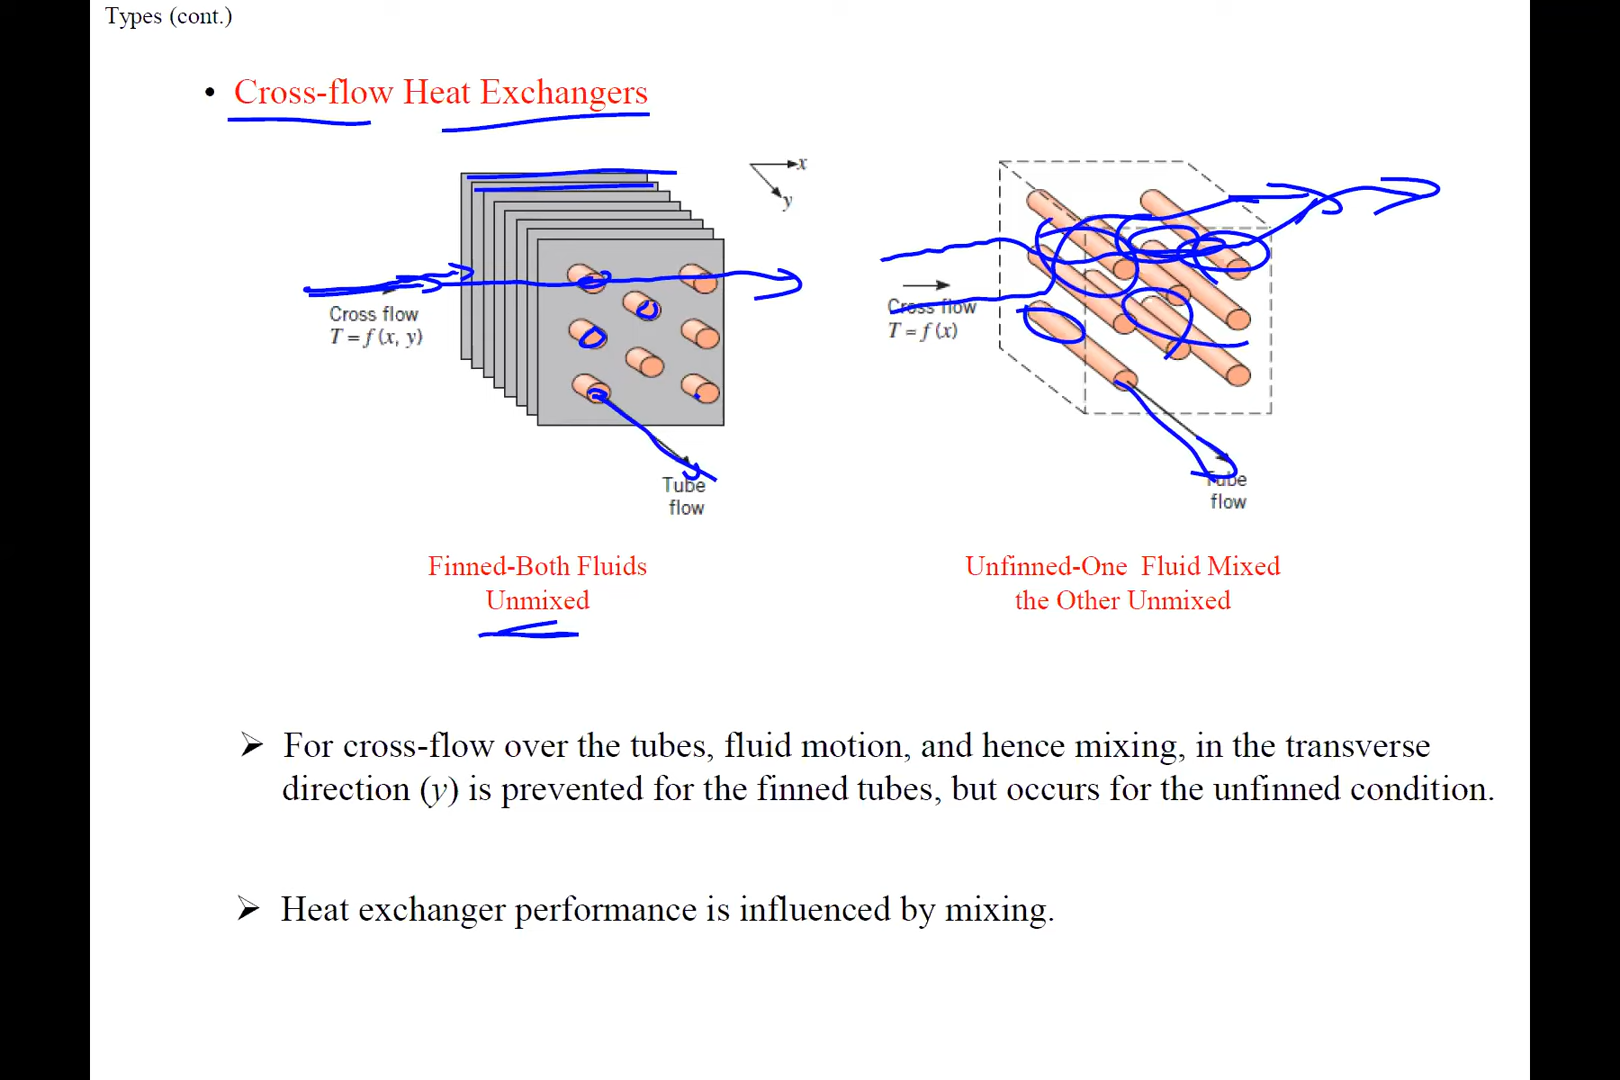 Types (cont.)
• Cross-flow Heat Exchangers
x
y
Cross flow
T = f (x, y)
Tube
flow
Cross flow
T = f (x)
Tube
flow
Finned-Both Fluids
Unmixed
Unfinned-One Fluid Mixed
the Other Unmixed
➢ For cross-flow over the tubes, fluid motion, and hence mixing, in the transverse
direction (y) is prevented for the finned tubes, but occurs for the unfinned condition.
➢ Heat exchanger performance is influenced by mixing.